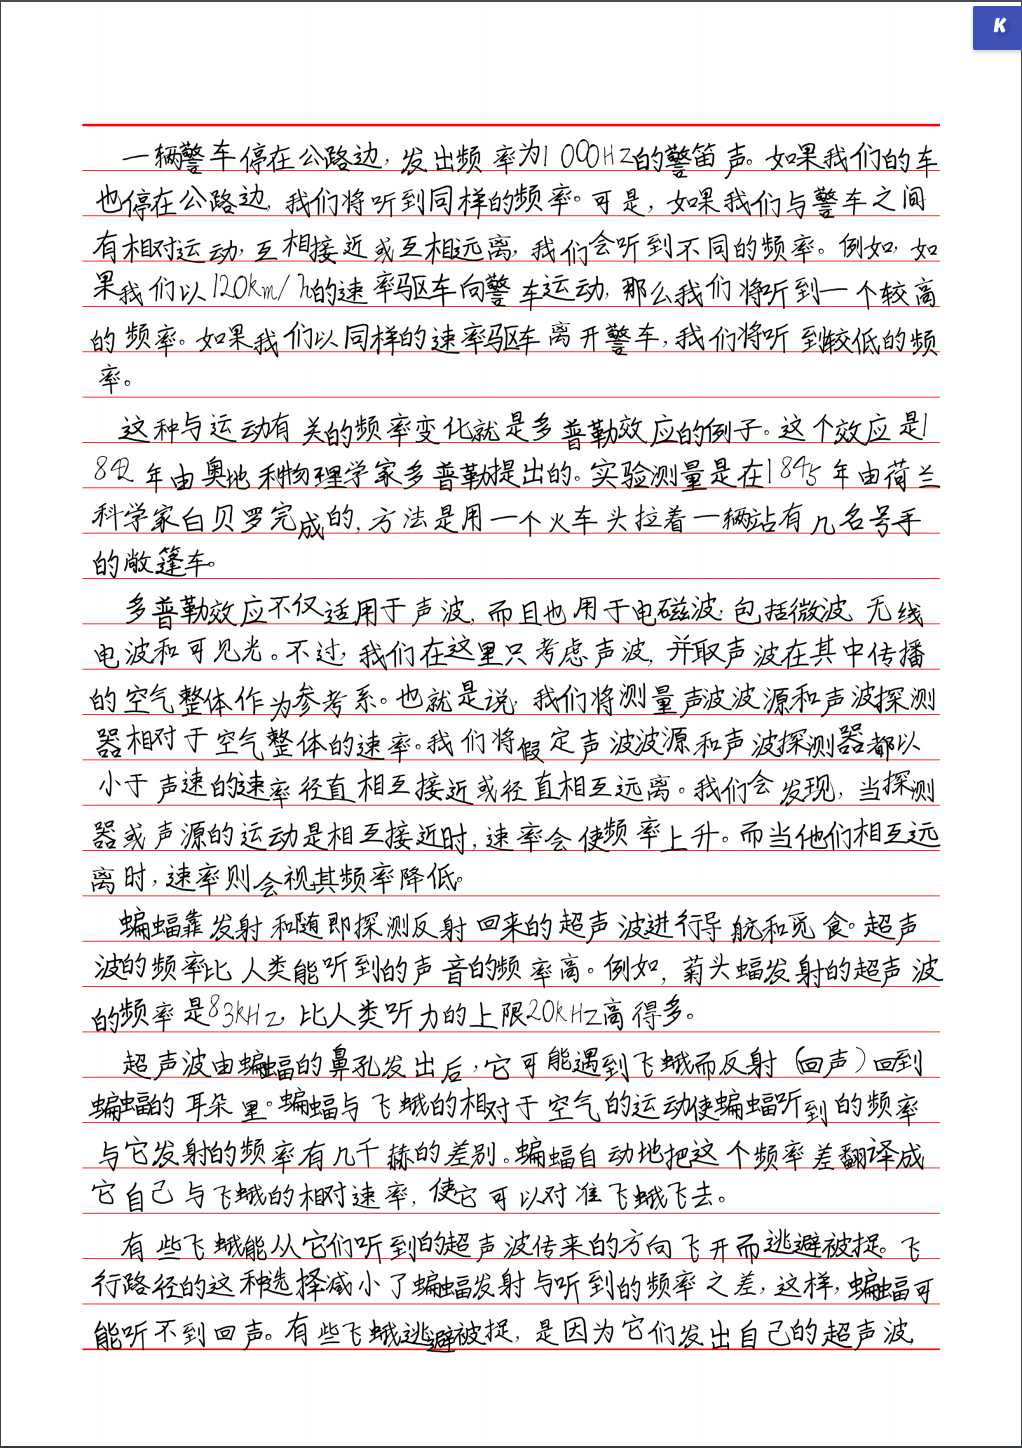 K
一辆警车停在公路边,发出频率为1000HZ的警笛声。如果我们的车
也停在公路边,我们将听到同样的频率。可是,如果我们与警车之间
有相对运动,互相接近或互相远离,我们会听到不同的频率。例如,如
果我们以120km/h的速率驱车向警车运动,那么我们将听到一个较高
的频率。如果我们以同样的速率驱车离开警车,我们将听到较低的频
率。
这种与运动有关的频率变化就是多普勒效应的例子。这个效应是1
842年由奥地利物理学家多普勒提出的。实验测量是在1845年由荷兰
科学家白贝罗完成的,方法是用一个火车头拉着一辆站有几名号手
的敞篷车。
多普勒效应不仅适用于声波,而且也用于电磁波,包括微波,无线
电波和可见光。不过,我们在这里只考虑声波,并取声波在其中传播
的空气整体作为参考系。也就是说,我们将测量声波波源和声波探测
器相对于空气整体的速率。我们将假定声波波源和声波探测器都以
小于声速的速率径直相互接近或径直相互远离。我们会发现,当探测
器或声源的运动是相互接近时,速率会使频率上升。而当他们相互远
离时,速率则会视其频率降低。
蝙蝠靠发射和随即探测反射回来的超声波进行导航和觅食。超声
波的频率比人类能听到的声音的频率高。例如,菊头蝠发射的超声波
的频率是83kHz,比人类听力的上限20kHz高得多。
超声波由蝙蝠的鼻孔发出后,它可能遇到飞蛾而反射(回声)回到
蝙蝠的耳朵里。蝙蝠与飞蛾的相对于空气的运动使蝙蝠听到的频率
与它发射的频率有几千赫的差别。蝙蝠自动地把这个频率差翻译成
它自己与飞蛾的相对速率,使它可以对准飞蛾飞去。
有些飞蛾能从它们听到的超声波传来的方向飞开而逃避被捉。飞
行路径的这种选择减小了蝙蝠发射与听到的频率之差,这样,蝙蝠可
能听不到回声。有些飞蛾逃避被捉,是因为它们发出自己的超声波,